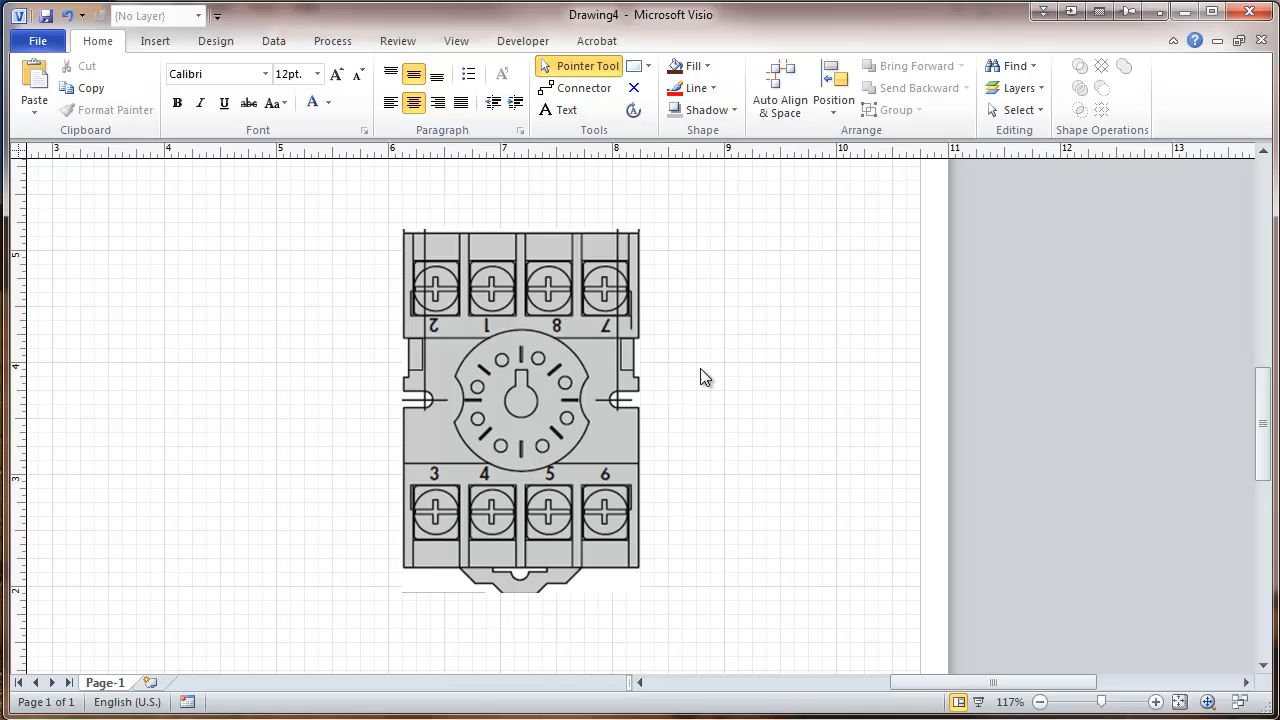 {No Layer}
Drawing4 - Microsoft Visio
File Home Insert Design Data Process Review View Developer Acrobat
Paste
Cut
Copy
Format Painter
Clipboard
Calibri 12pt.
B I U abc Aa A
Font
Paragraph
Pointer Tool
Connector
A Text
Tools
Fill
Line
Shadow
Shape
Auto Align & Space
Position
Bring Forward
Send Backward
Group
Arrange
Find
Layers
Select
Editing
Shape Operations
3 4 5 6 7 8 9 10 11 12 13
5
4
3
2
2 1 8 7
3 4 5 6
Page-1
Page 1 of 1 English (U.S.) 117%